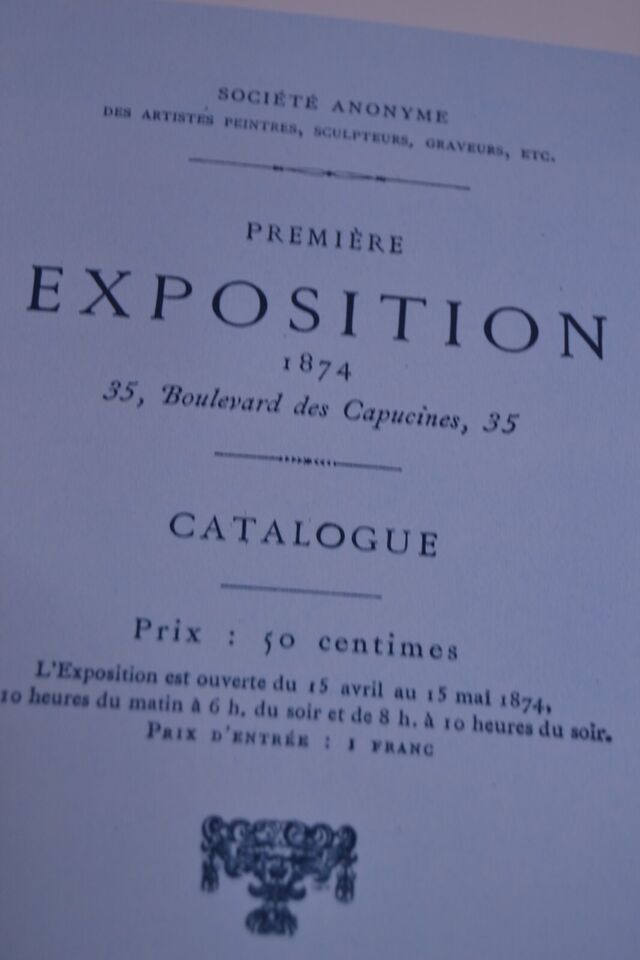 SOCIÉTÉ ANONYME
DES ARTISTES PEINTRES, SCULPTEURS, GRAVEURS, ETC.
PREMIÈRE
EXPOSITION
1874
35, Boulevard des Capucines, 35
CATALOGUE
Prix : 50 centimes
L'Exposition est ouverte du 15 avril au 15 mai 1874,
10 heures du matin à 6 h. du soir et de 8 h. à 10 heures du soir.
PRIX D'ENTRÉE : 1 FRANC